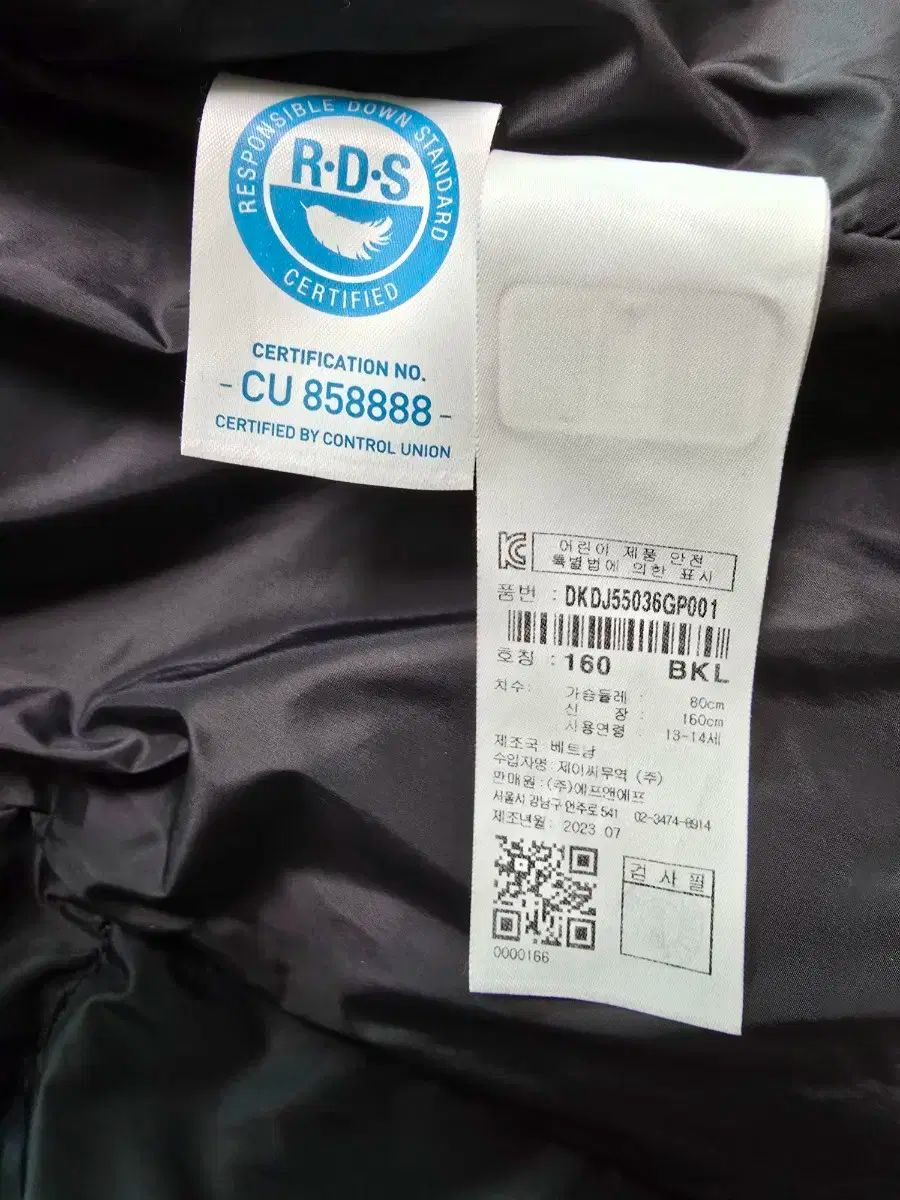 RESPONSIBLE DOWN STANDARD
R·D·S
CERTIFIED
CERTIFICATION NO.
- CU 858888 -
CERTIFIED BY CONTROL UNION
KC
어린이 제품 안전
특별법에 의한 표시
품번 : DKDJ55036GP001
호칭 : 160 BKL
치수: 가슴둘레 : 80cm
신 장 : 160cm
사용연령 : 13-14세
제조국: 베트남
수입자명: 제이씨무역 (주)
판매원 : (주)에프앤에프
서울시 강남구 언주로 541 02-3474-8914
제조년월: 2023 07
검 사 필
0000166